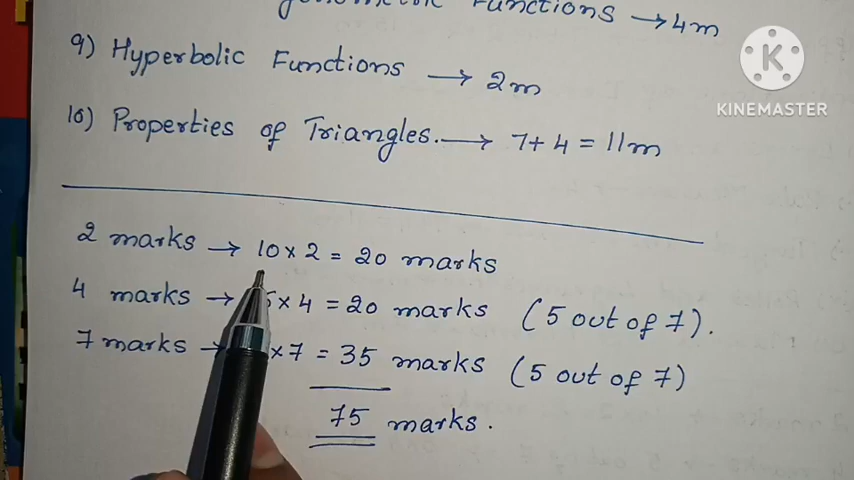 Functions → 4m
9) Hyperbolic Functions → 2m
KINEMASTER
10) Properties of Triangles. → 7+4 = 11m
2 marks → 10 × 2 = 20 marks
4 marks → 5 × 4 = 20 marks (5 out of 7).
7 marks → × 7 = 35 marks (5 out of 7)
75 marks.